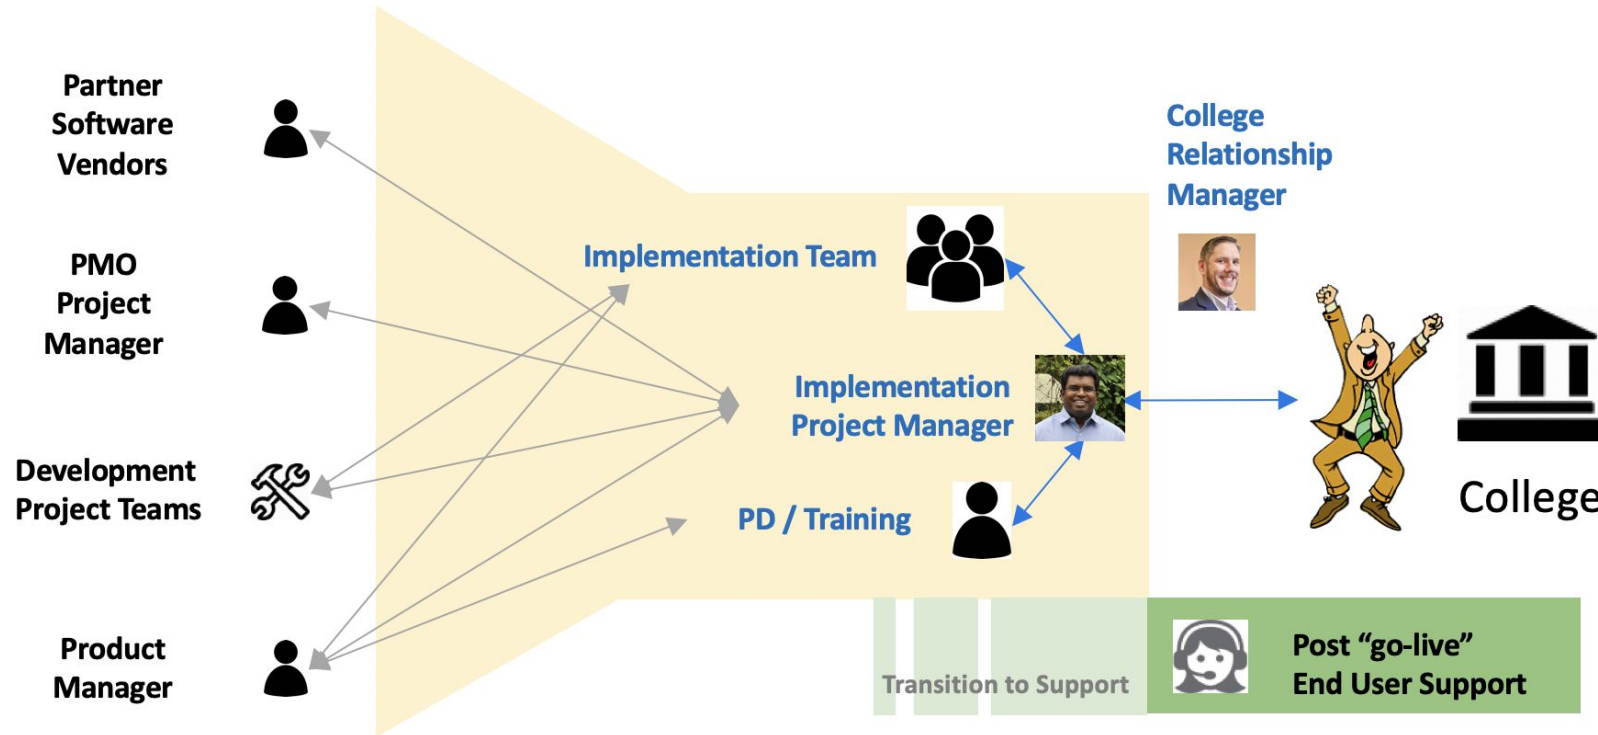 Partner
Software
Vendors
PMO
Project
Manager
Development
Project Teams
Product
Manager
Implementation Team
Implementation
Project Manager
PD / Training
College
Relationship
Manager
College
Transition to Support
Post “go-live”
End User Support